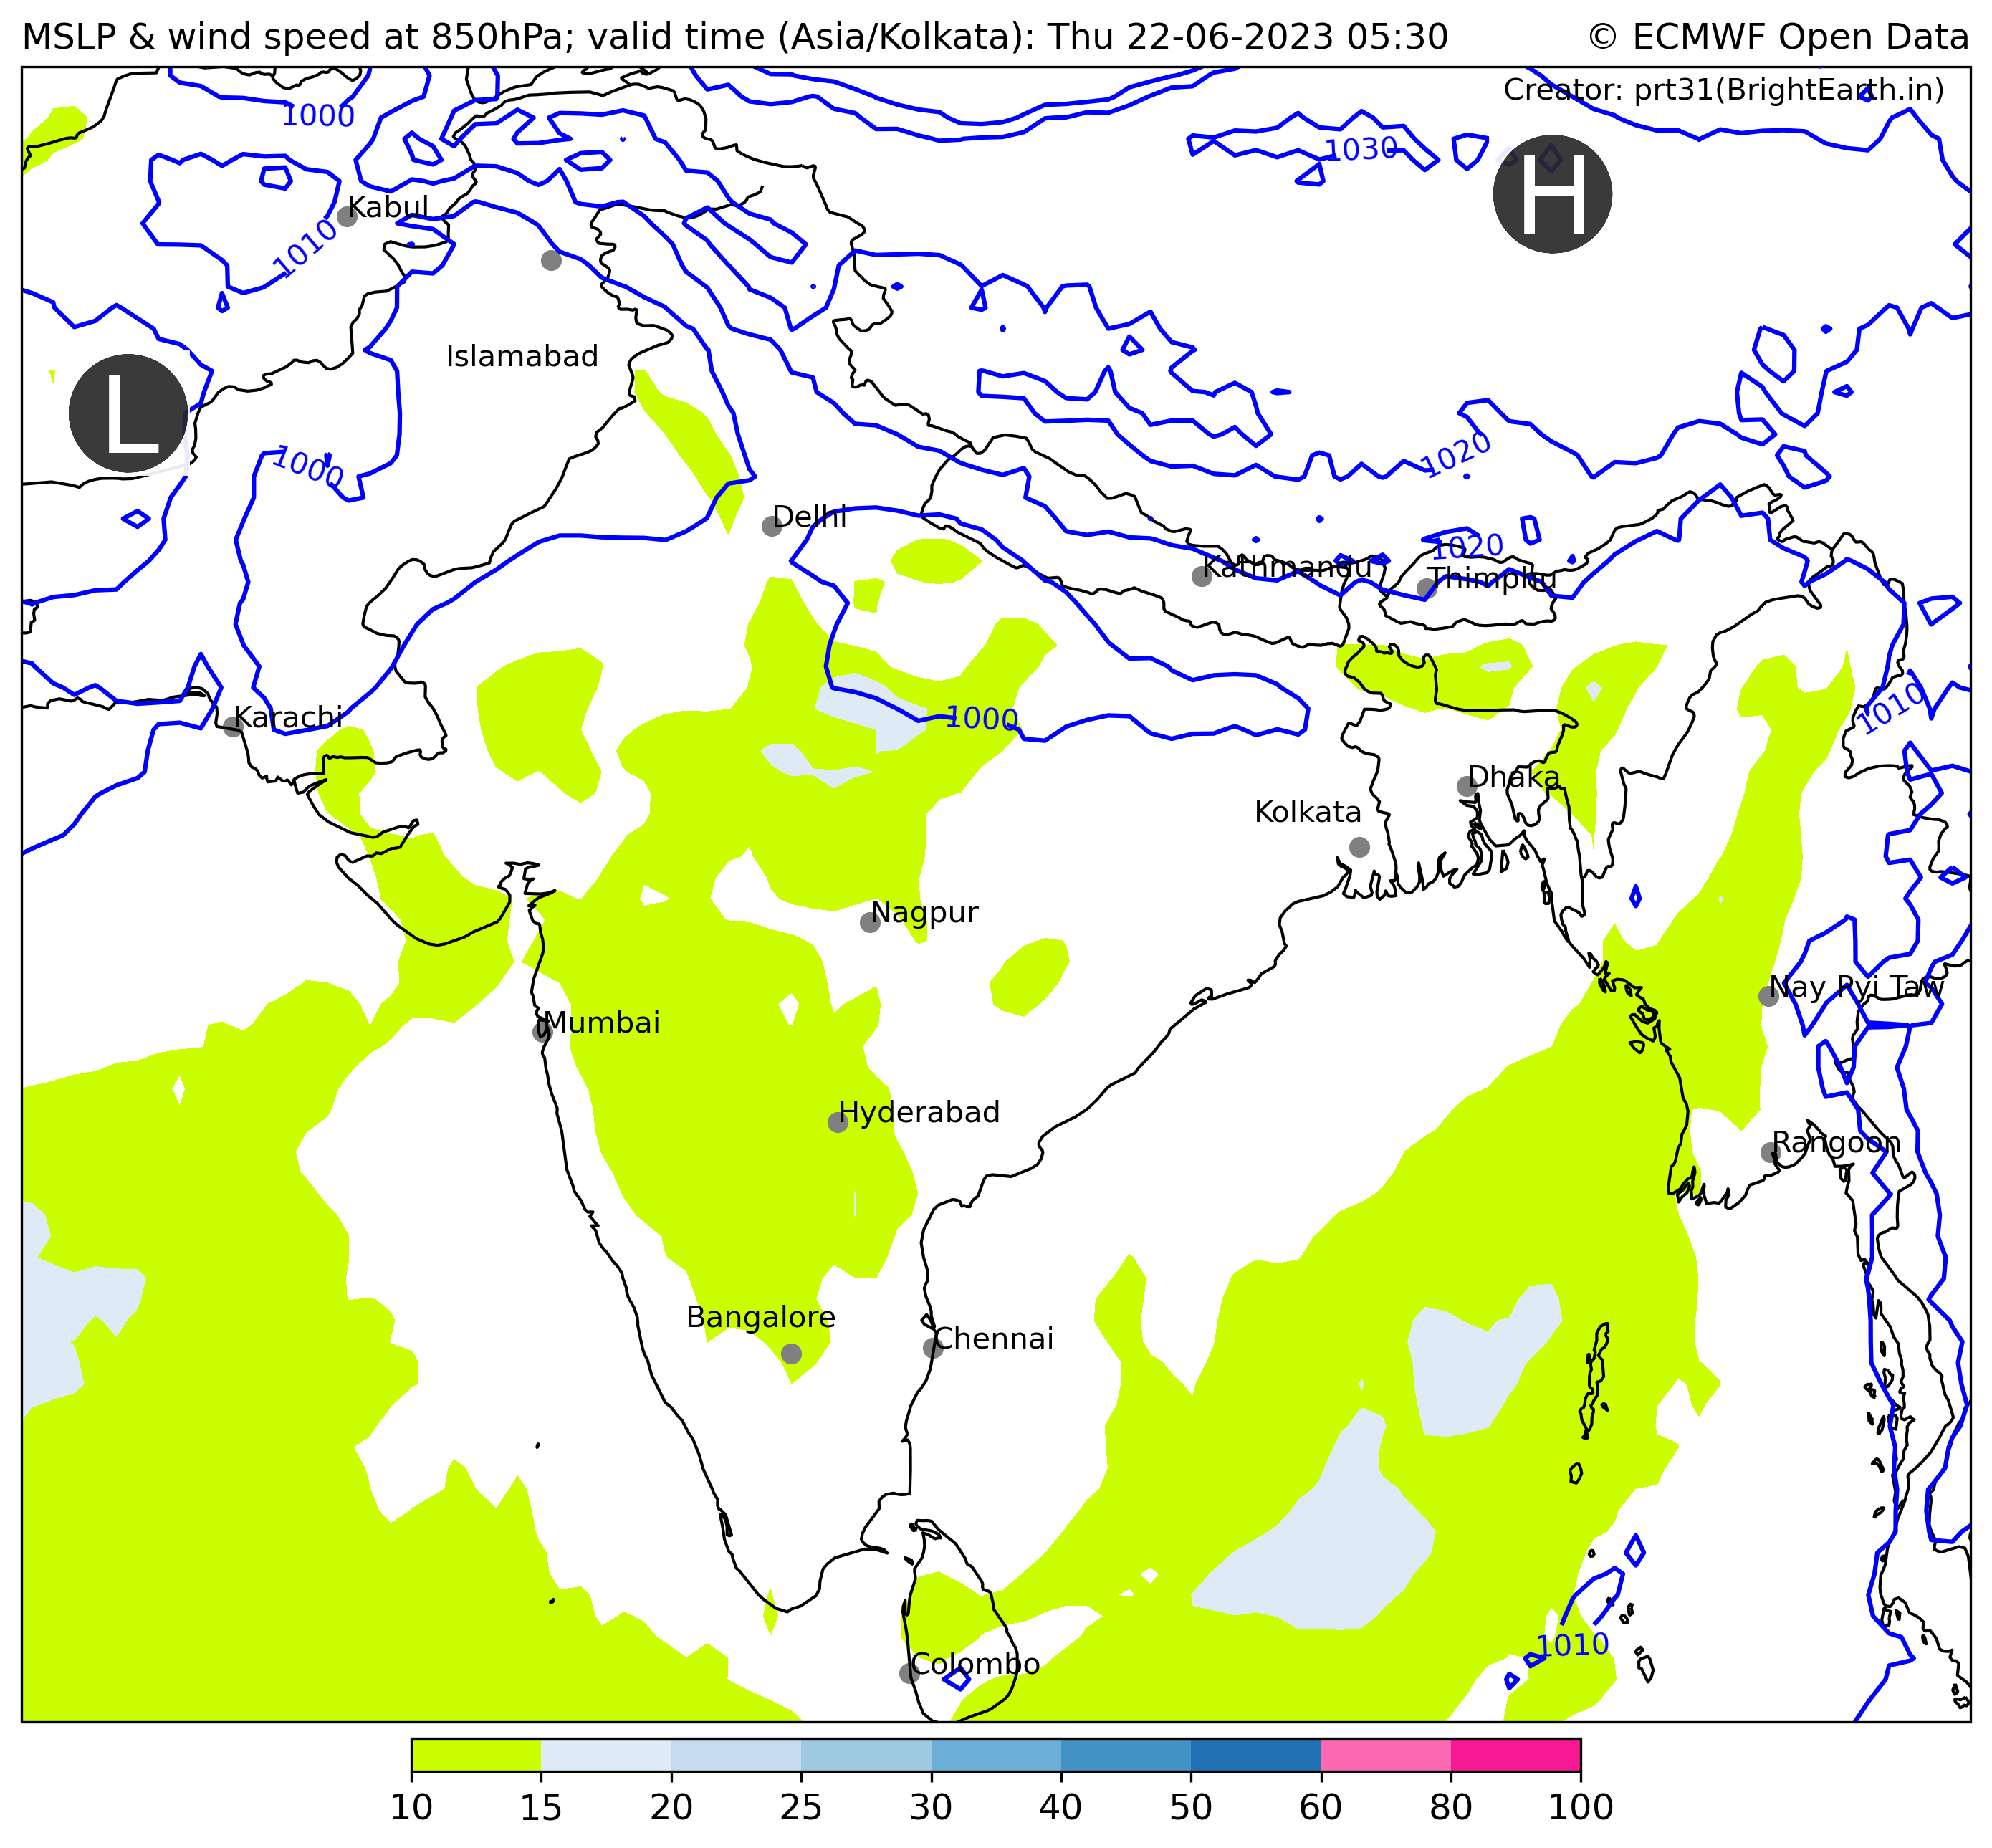 MSLP & wind speed at 850hPa; valid time (Asia/Kolkata): Thu 22-06-2023 05:30
© ECMWF Open Data
Creator: prt31(BrightEarth.in)
1000
1030
H
Kabul
1010
Islamabad
L
1000
1020
Delhi
1020
Kathmandu
Thimphu
1010
Karachi
1000
Dhaka
Kolkata
Nagpur
Nay Pyi Taw
Mumbai
Hyderabad
Rangoon
Bangalore
Chennai
1010
Colombo
10 15 20 25 30 40 50 60 80 100